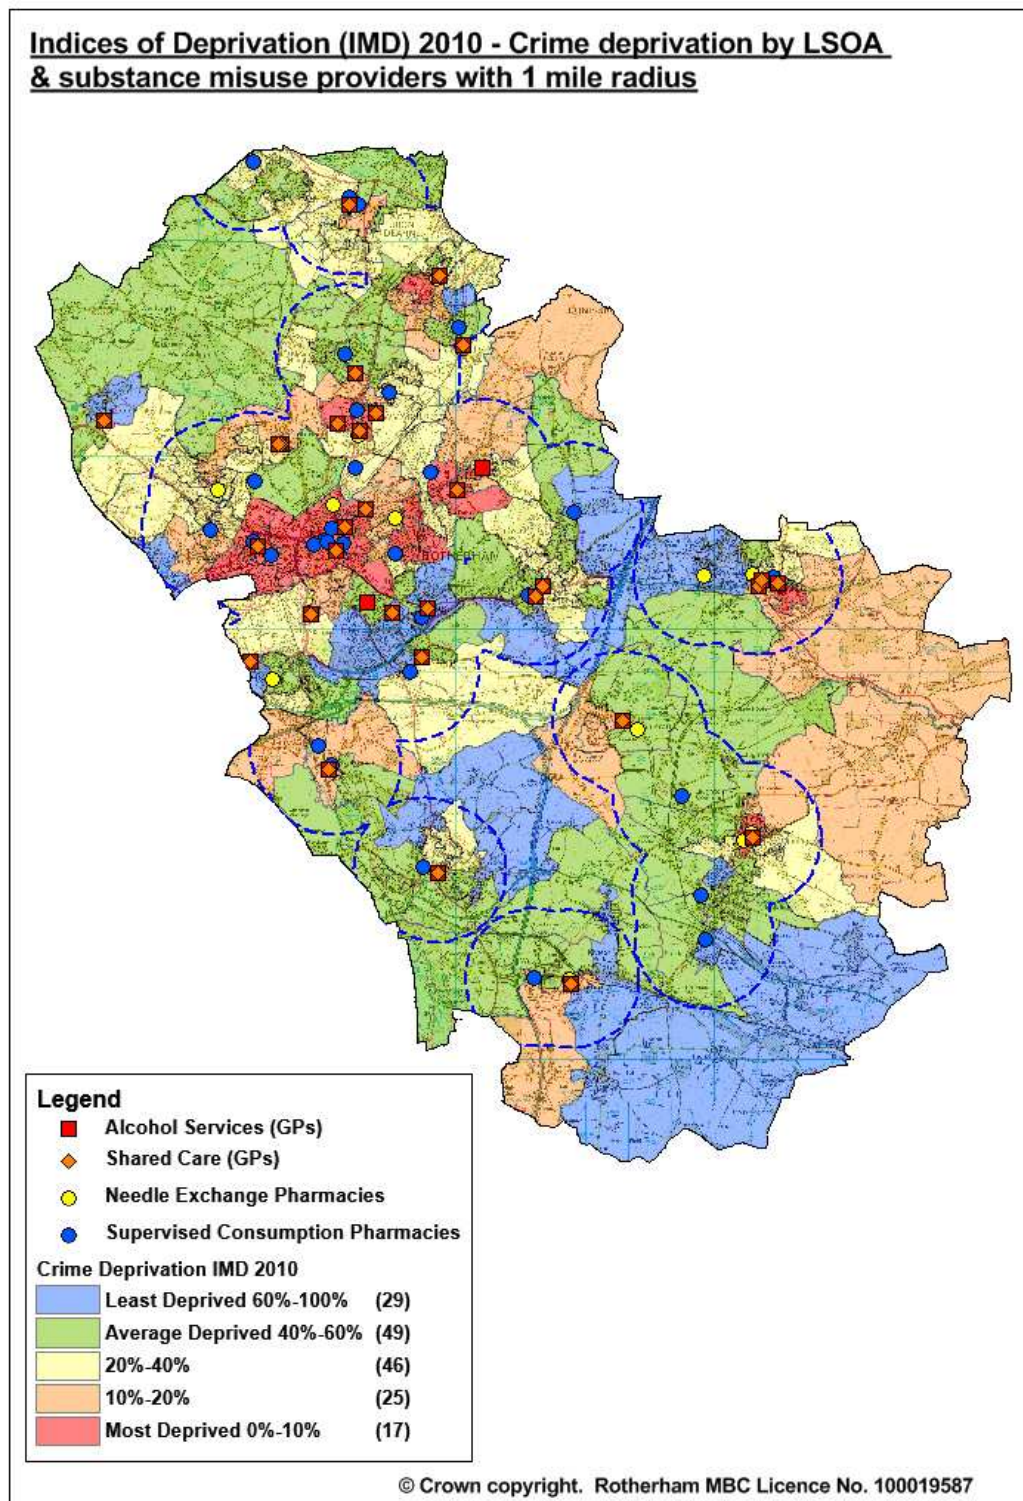 Indices of Deprivation (IMD) 2010 - Crime deprivation by LSOA
& substance misuse providers with 1 mile radius
ROTHERHAM
Legend
Alcohol Services (GPs)
Shared Care (GPs)
Needle Exchange Pharmacies
Supervised Consumption Pharmacies
Crime Deprivation IMD 2010
Least Deprived 60%-100% (29)
Average Deprived 40%-60% (49)
20%-40% (46)
10%-20% (25)
Most Deprived 0%-10% (17)
© Crown copyright. Rotherham MBC Licence No. 100019587